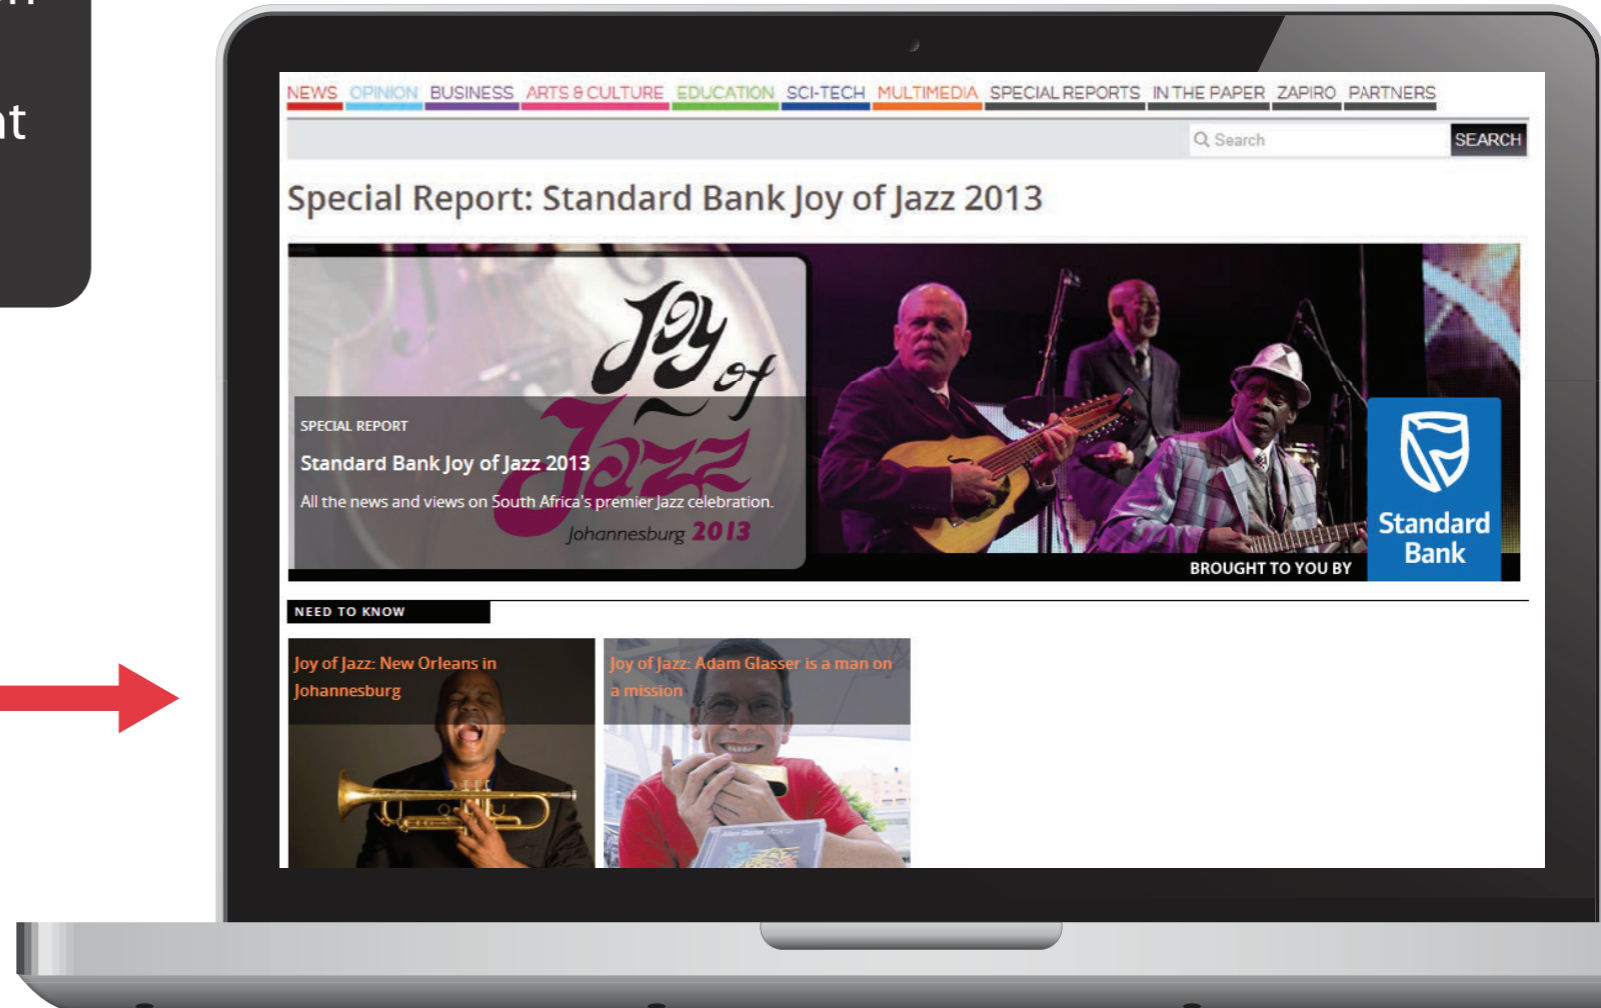 NEWS OPINION BUSINESS ARTS & CULTURE EDUCATION SCI-TECH MULTIMEDIA SPECIAL REPORTS IN THE PAPER ZAPIRO PARTNERS
Search SEARCH
Special Report: Standard Bank Joy of Jazz 2013
Joy
of
Jazz
Johannesburg 2013
SPECIAL REPORT
Standard Bank Joy of Jazz 2013
All the news and views on South Africa's premier Jazz celebration.
Standard
Bank
BROUGHT TO YOU BY
NEED TO KNOW
Joy of Jazz: New Orleans in
Johannesburg
Joy of Jazz: Adam Glasser is a man on
a mission
Adam Glasser